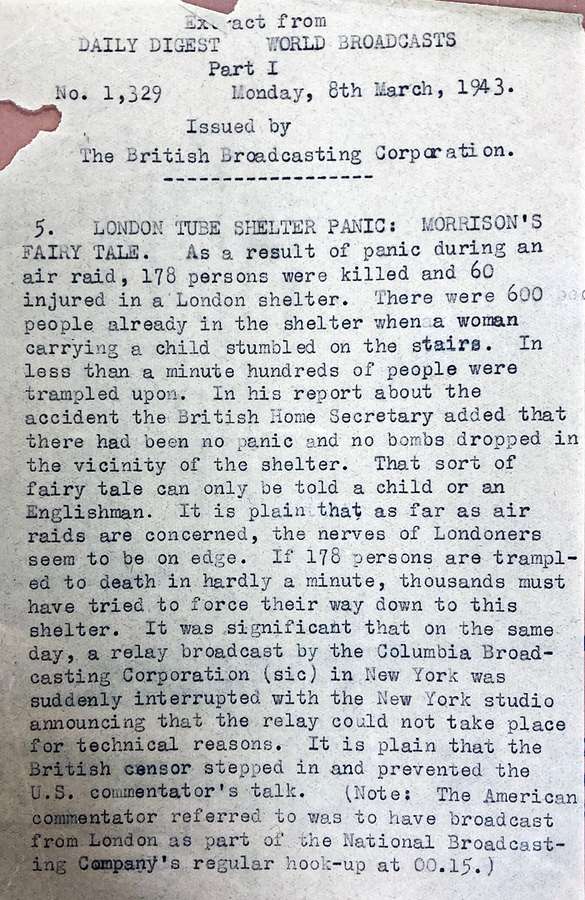 Extract from
DAILY DIGEST WORLD BROADCASTS
Part I
No. 1,329 Monday, 8th March, 1943.
Issued by
The British Broadcasting Corporation.
------------------
5. LONDON TUBE SHELTER PANIC: MORRISON'S
FAIRY TALE. As a result of panic during an
air raid, 178 persons were killed and 60
injured in a London shelter. There were 600
people already in the shelter when a woman
carrying a child stumbled on the stairs. In
less than a minute hundreds of people were
trampled upon. In his report about the
accident the British Home Secretary added that
there had been no panic and no bombs dropped in
the vicinity of the shelter. That sort of
fairy tale can only be told a child or an
Englishman. It is plain that as far as air
raids are concerned, the nerves of Londoners
seem to be on edge. If 178 persons are trampl-
ed to death in hardly a minute, thousands must
have tried to force their way down to this
shelter. It was significant that on the same
day, a relay broadcast by the Columbia Broad-
casting Corporation (sic) in New York was
suddenly interrupted with the New York studio
announcing that the relay could not take place
for technical reasons. It is plain that the
British censor stepped in and prevented the
U.S. commentator's talk. (Note: The American
commentator referred to was to have broadcast
from London as part of the National Broadcast-
ing Company's regular hook-up at 00.15.)